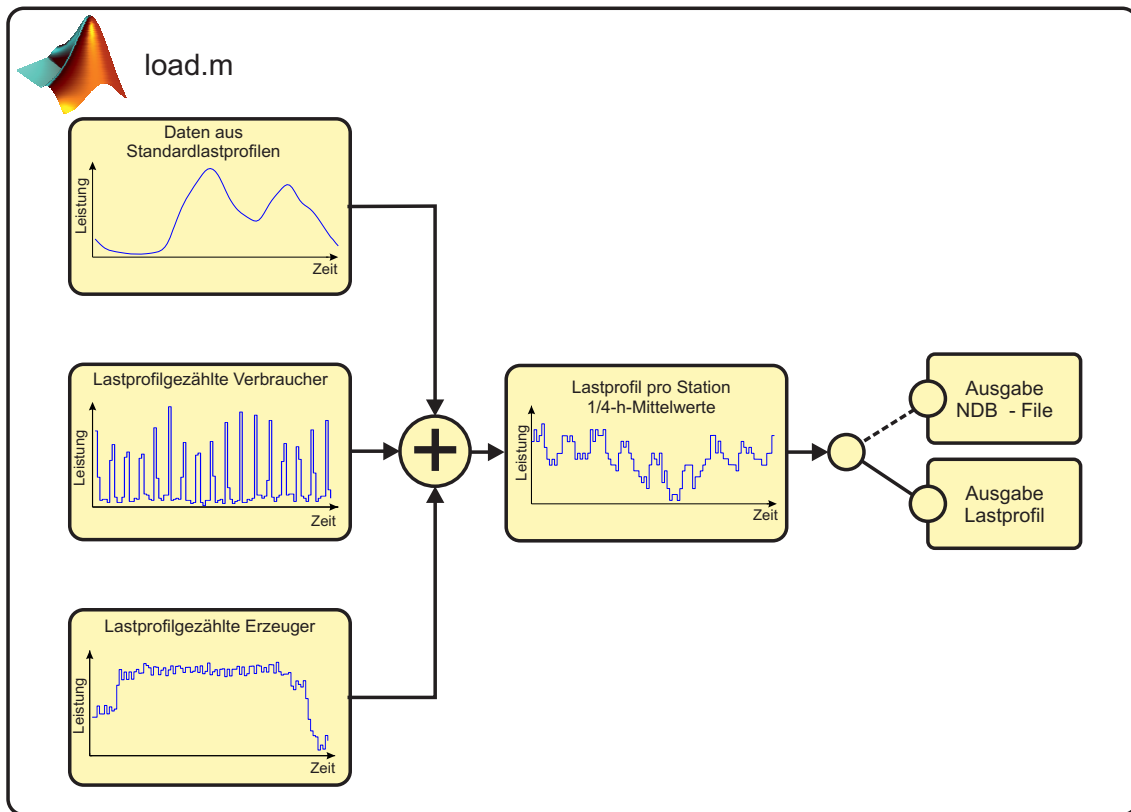 load.m
Daten aus
Standardlastprofilen
Leistung
Zeit
Lastprofilgezählte Verbraucher
Leistung
Zeit
Lastprofilgezählte Erzeuger
Leistung
Zeit
+
Lastprofil pro Station
1/4-h-Mittelwerte
Leistung
Zeit
Ausgabe
NDB - File
Ausgabe
Lastprofil